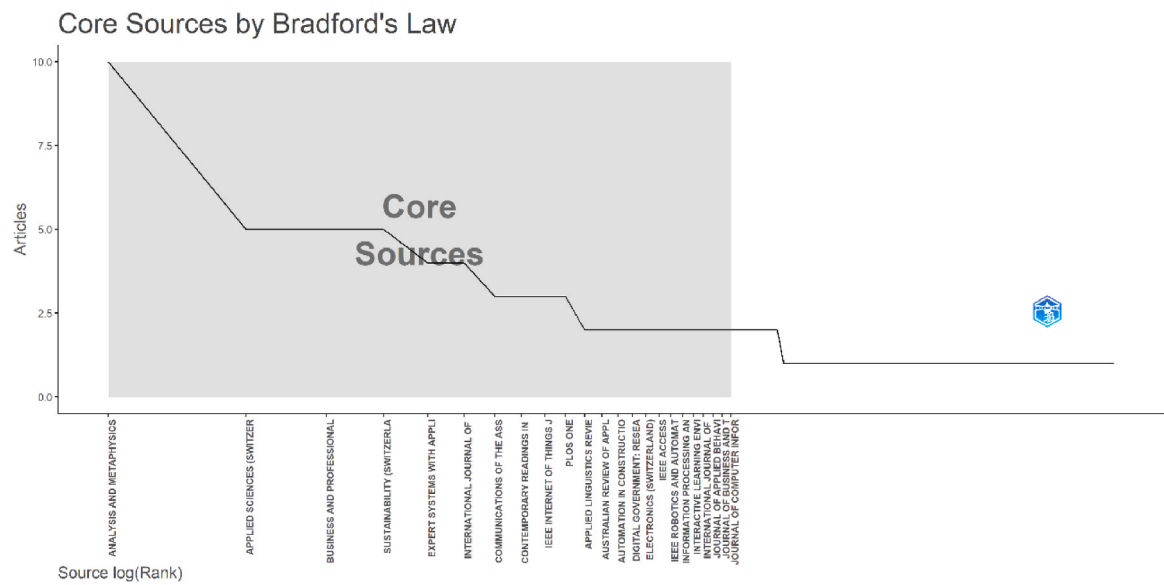 Core Sources by Bradford's Law
10.0
7.5
5.0
2.5
0.0
Articles
Core
Sources
ANALYSIS AND METAPHYSICS
APPLIED SCIENCES (SWITZER
BUSINESS AND PROFESSIONAL
SUSTAINABILITY (SWITZERLA
EXPERT SYSTEMS WITH APPLI
INTERNATIONAL JOURNAL OF
COMMUNICATIONS OF THE ASS
CONTEMPORARY READINGS IN
IEEE INTERNET OF THINGS J
PLOS ONE
APPLIED LINGUISTICS REVIE
AUSTRALIAN REVIEW OF APPL
AUTOMATION IN CONSTRUCTIO
DIGITAL GOVERNMENT: RESEA
ELECTRONICS (SWITZERLAND)
IEEE ACCESS
IEEE ROBOTICS AND AUTOMAT
INFORMATION PROCESSING AN
INTERACTIVE LEARNING ENVI
INTERNATIONAL JOURNAL OF
JOURNAL OF APPLIED BEHAVI
JOURNAL OF BUSINESS AND T
JOURNAL OF COMPUTER INFOR
Source log(Rank)